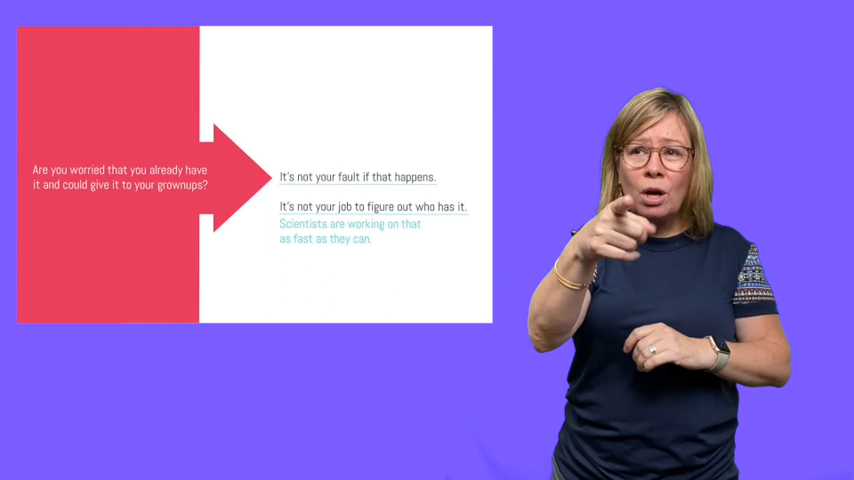 Are you worried that you already have
it and could give it to your grownups?
It's not your fault if that happens.
It's not your job to figure out who has it.
Scientists are working on that
as fast as they can.